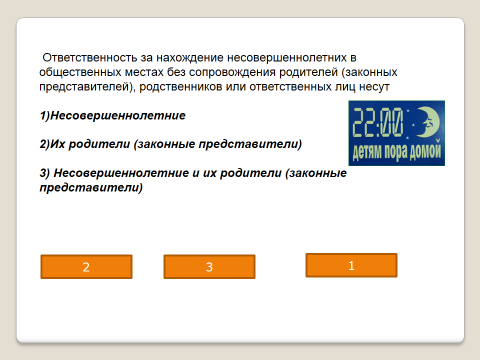 Ответственность за нахождение несовершеннолетних в
общественных местах без сопровождения родителей (законных
представителей), родственников или ответственных лиц несут
1)Несовершеннолетние
2)Их родители (законные представители)
3) Несовершеннолетние и их родители (законные
представители)
22:00
детям пора домой
2
3
1